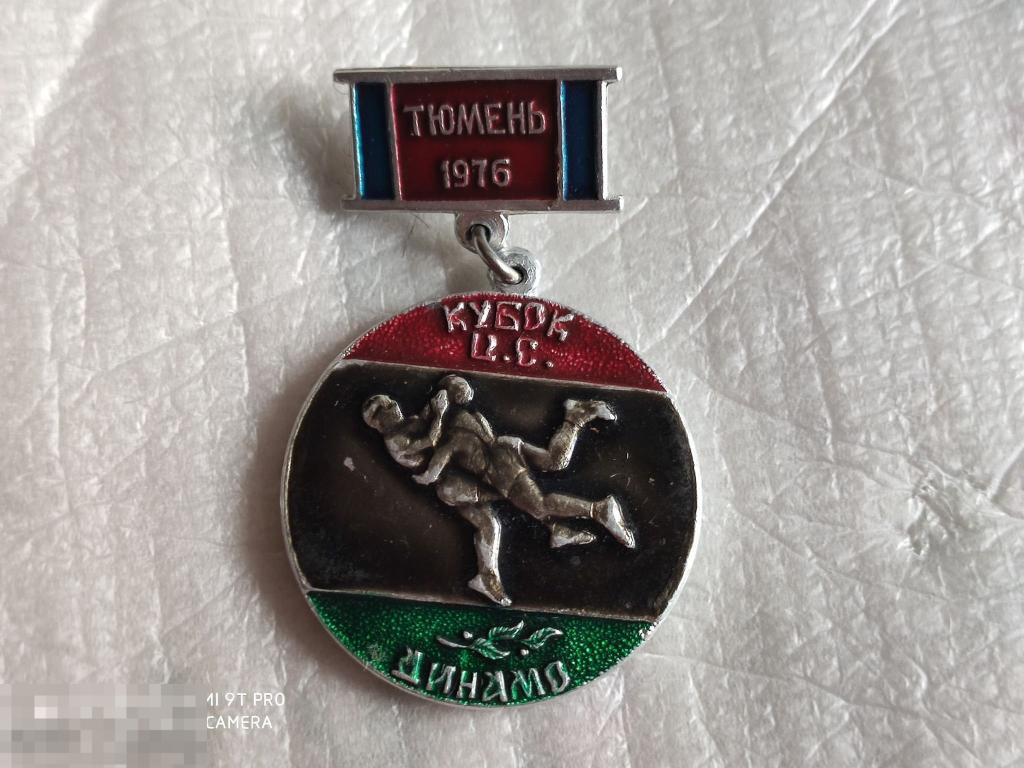 ТЮМЕНЬ
1976
КУБОК
Ц.С.
ДИНАМО
MI 9T PRO
CAMERA